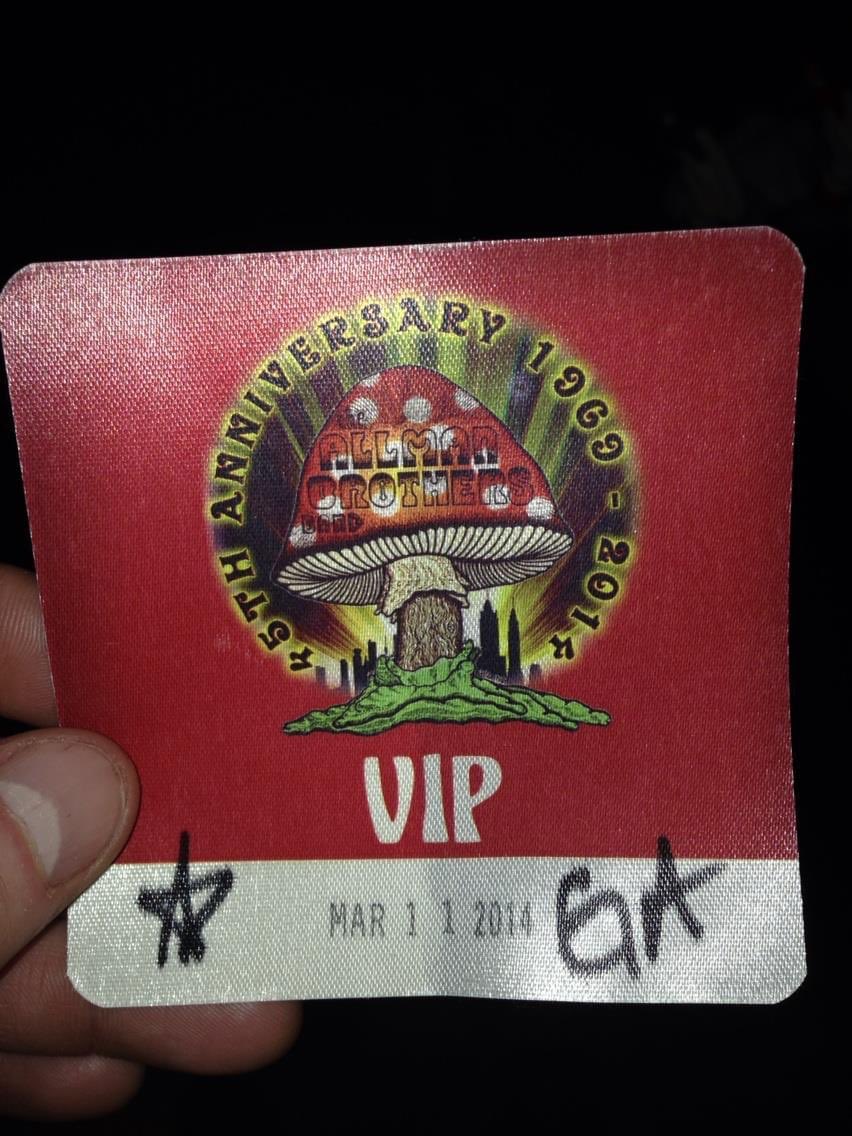 45TH ANNIVERSARY 1969 - 2014
ALLMAN
BROTHERS
BAND
VIP
MAR 1 1 2014
GA